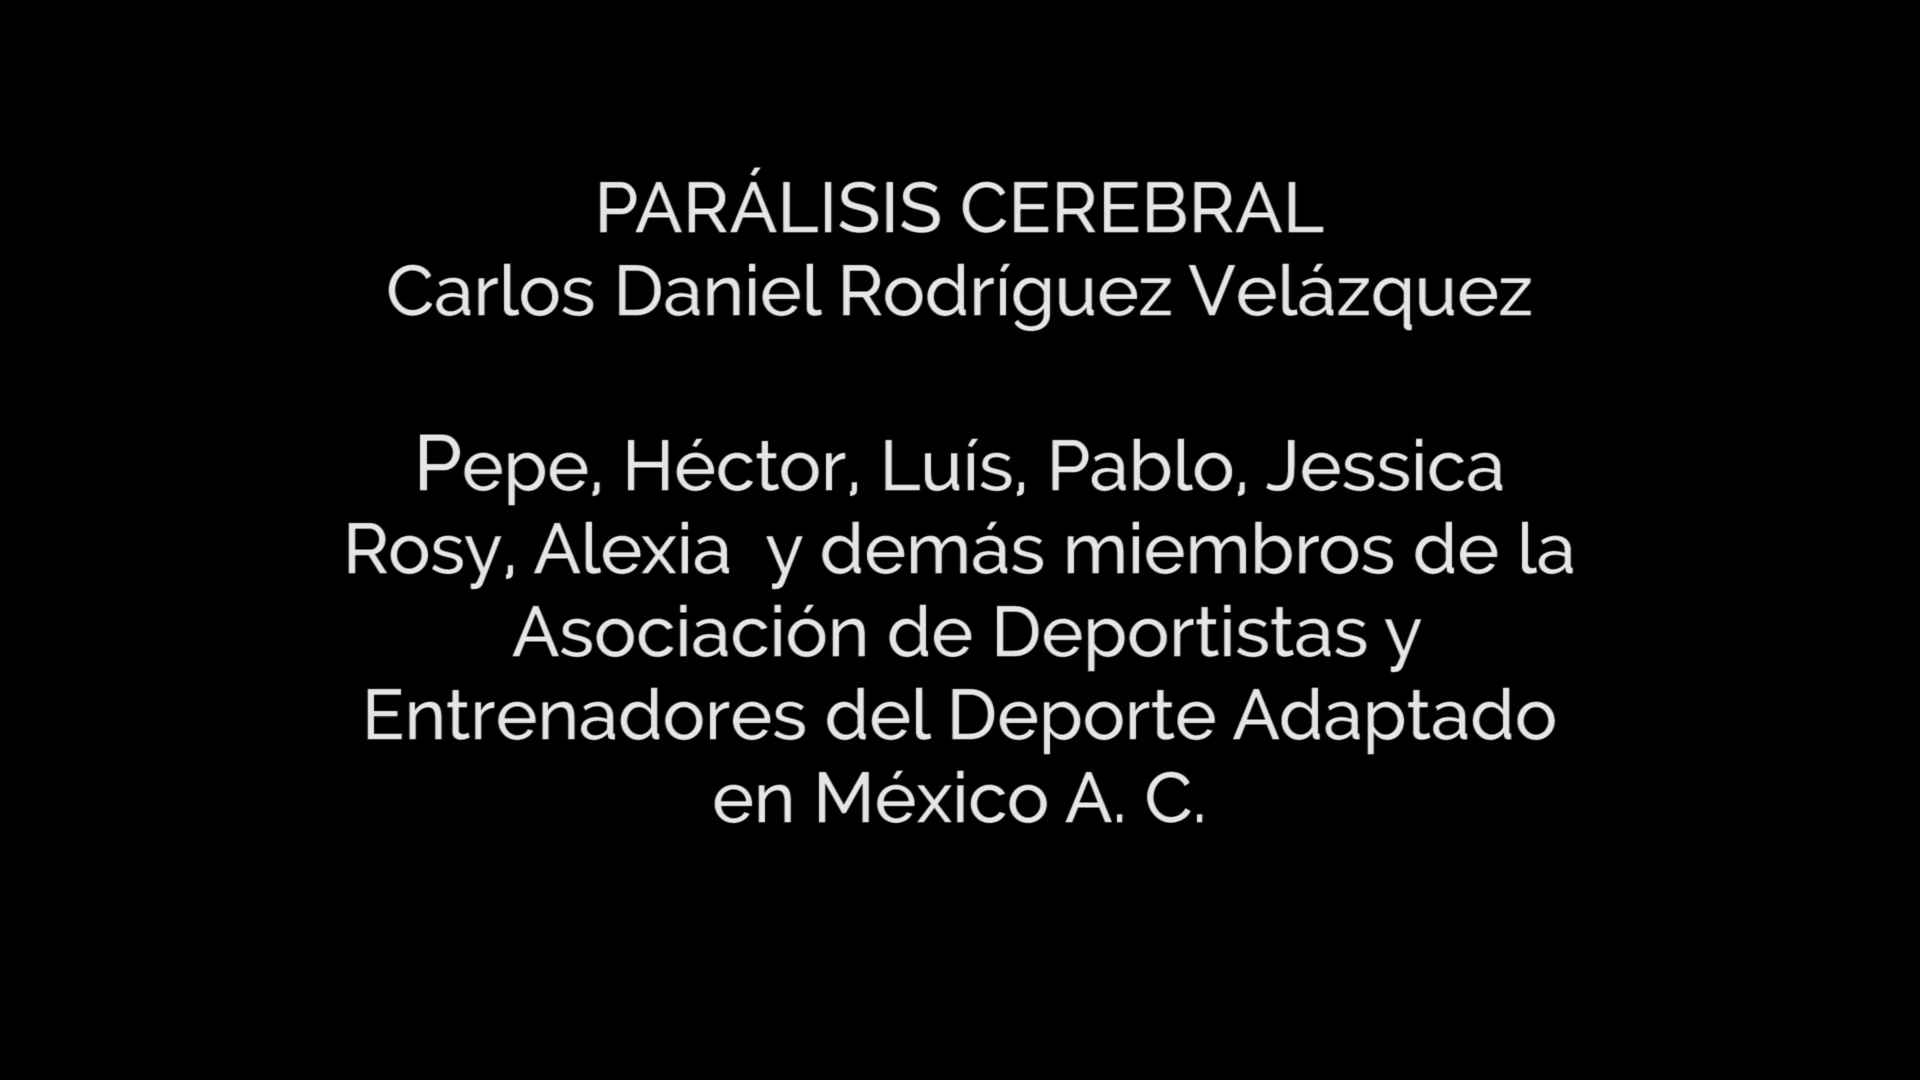 PARÁLISIS CEREBRAL
Carlos Daniel Rodríguez Velázquez
Pepe, Héctor, Luís, Pablo, Jessica
Rosy, Alexia  y demás miembros de la
Asociación de Deportistas y
Entrenadores del Deporte Adaptado
en México A. C.